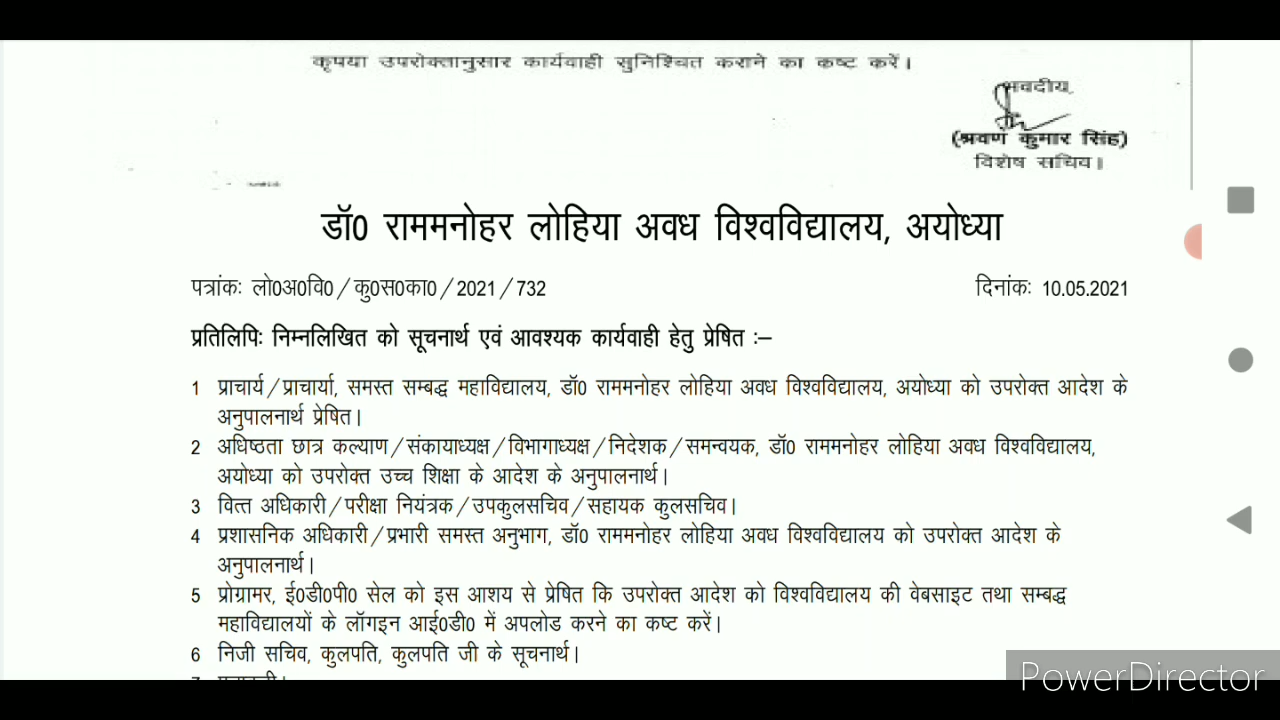 कृपया उपरोक्तानुसार कार्यवाही सुनिश्चित कराने का कष्ट करें।
भवदीय,
(श्रवण कुमार सिंह)
विशेष सचिव।
डॉ0 राममनोहर लोहिया अवध विश्वविद्यालय, अयोध्या
पत्रांकः लो0अ0वि0/कु0स0का0/2021/732 दिनांकः 10.05.2021
प्रतिलिपिः निम्नलिखित को सूचनार्थ एवं आवश्यक कार्यवाही हेतु प्रेषित :–
1 प्राचार्य/प्राचार्या, समस्त सम्बद्ध महाविद्यालय, डॉ0 राममनोहर लोहिया अवध विश्वविद्यालय, अयोध्या को उपरोक्त आदेश के
अनुपालनार्थ प्रेषित।
2 अधिष्ठता छात्र कल्याण/संकायाध्यक्ष/विभागाध्यक्ष/निदेशक/समन्वयक, डॉ0 राममनोहर लोहिया अवध विश्वविद्यालय,
अयोध्या को उपरोक्त उच्च शिक्षा के आदेश के अनुपालनार्थ।
3 वित्त अधिकारी/परीक्षा नियंत्रक/उपकुलसचिव/सहायक कुलसचिव।
4 प्रशासनिक अधिकारी/प्रभारी समस्त अनुभाग, डॉ0 राममनोहर लोहिया अवध विश्वविद्यालय को उपरोक्त आदेश के
अनुपालनार्थ।
5 प्रोग्रामर, ई0डी0पी0 सेल को इस आशय से प्रेषित कि उपरोक्त आदेश को विश्वविद्यालय की वेबसाइट तथा सम्बद्ध
महाविद्यालयों के लॉगइन आई0डी0 में अपलोड करने का कष्ट करें।
6 निजी सचिव, कुलपति, कुलपति जी के सूचनार्थ।
PowerDirector